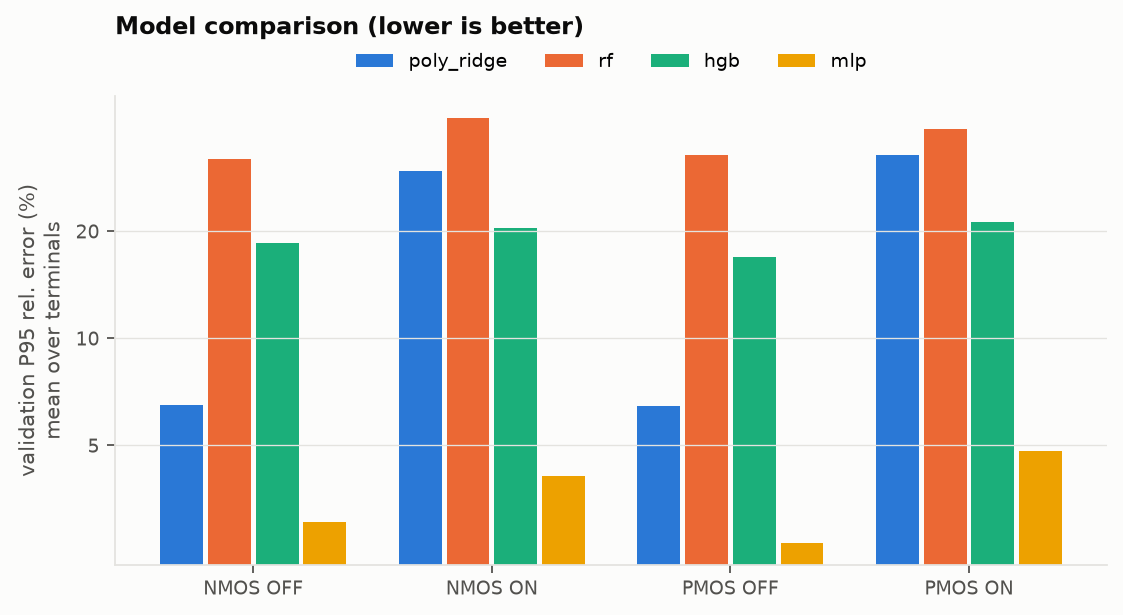 Model comparison (lower is better)
poly_ridge rf hgb mlp
validation P95 rel. error (%)
mean over terminals
20
10
5
NMOS OFF NMOS ON PMOS OFF PMOS ON